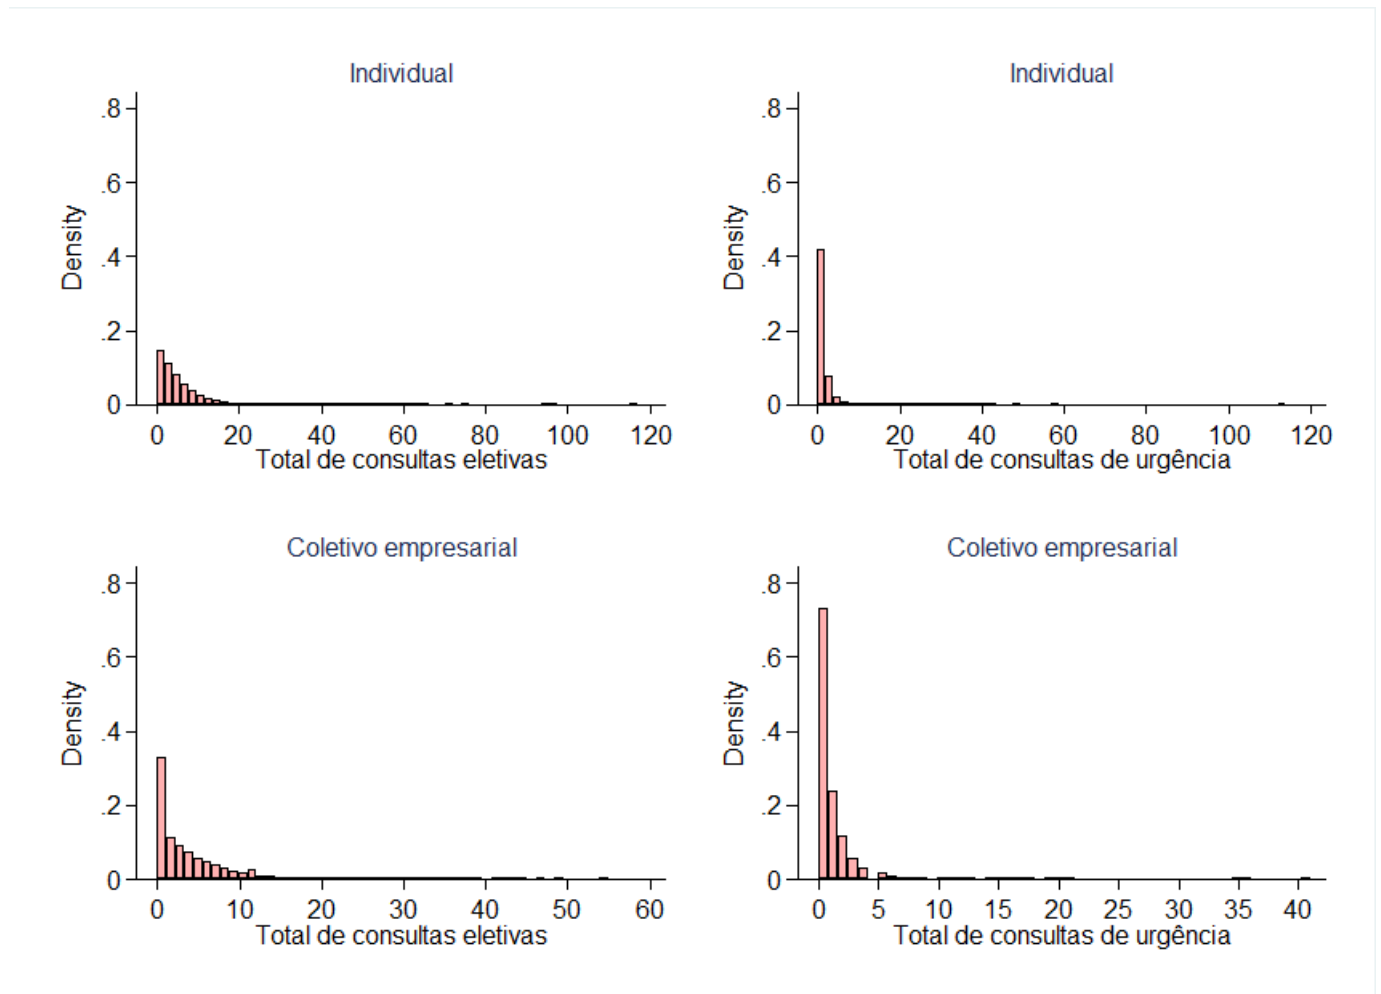 Individual
.8
.6
.4
.2
0
Density
0 20 40 60 80 100 120
Total de consultas eletivas
Individual
.8
.6
.4
.2
0
Density
0 20 40 60 80 100 120
Total de consultas de urgência
Coletivo empresarial
.8
.6
.4
.2
0
Density
0 10 20 30 40 50 60
Total de consultas eletivas
Coletivo empresarial
.8
.6
.4
.2
0
Density
0 5 10 15 20 25 30 35 40
Total de consultas de urgência